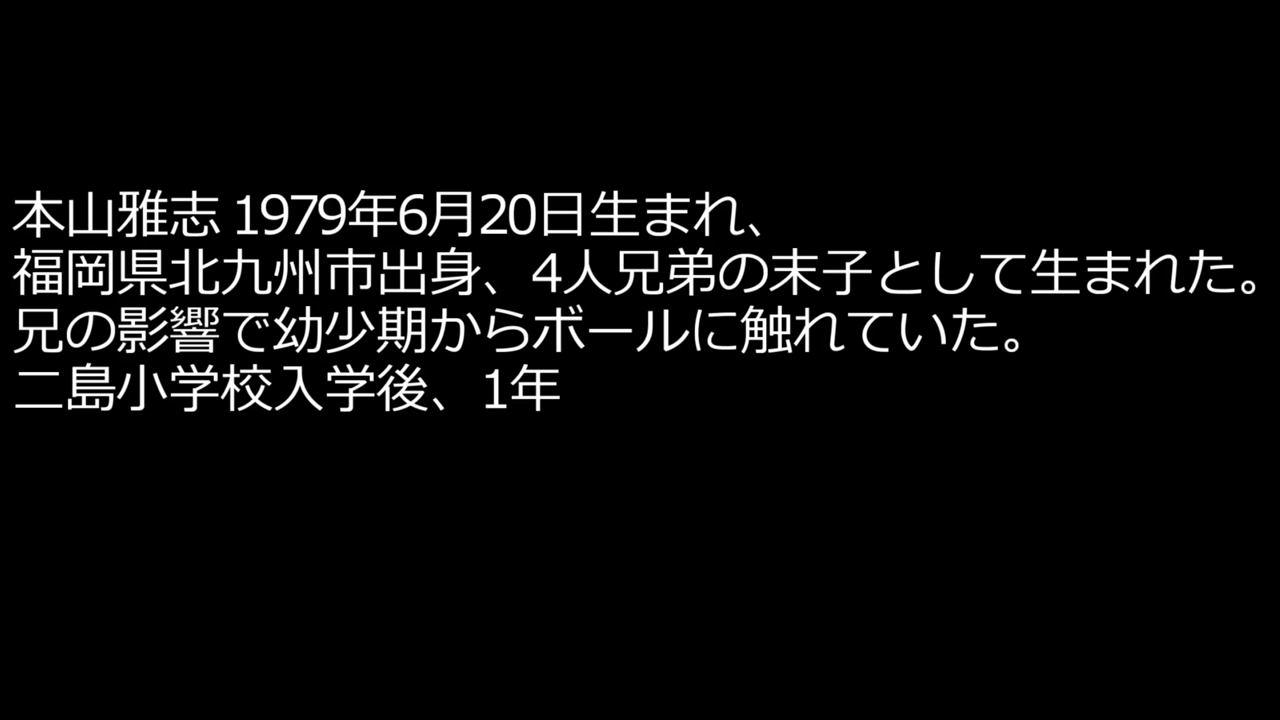 本山雅志 1979年6月20日生まれ、
福岡県北九州市出身、4人兄弟の末子として生まれた。
兄の影響で幼少期からボールに触れていた。
二島小学校入学後、1年